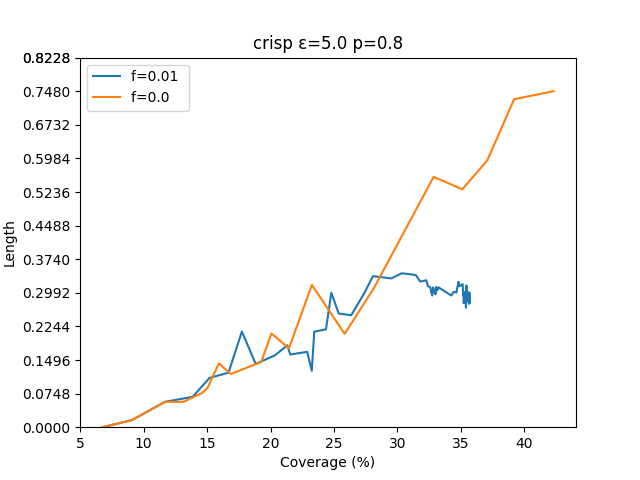 crisp ε=5.0 p=0.8
0.8228
0.7480
0.6732
0.5984
0.5236
0.4488
0.3740
0.2992
0.2244
0.1496
0.0748
0.0000
Length
f=0.01
f=0.0
5 10 15 20 25 30 35 40
Coverage (%)